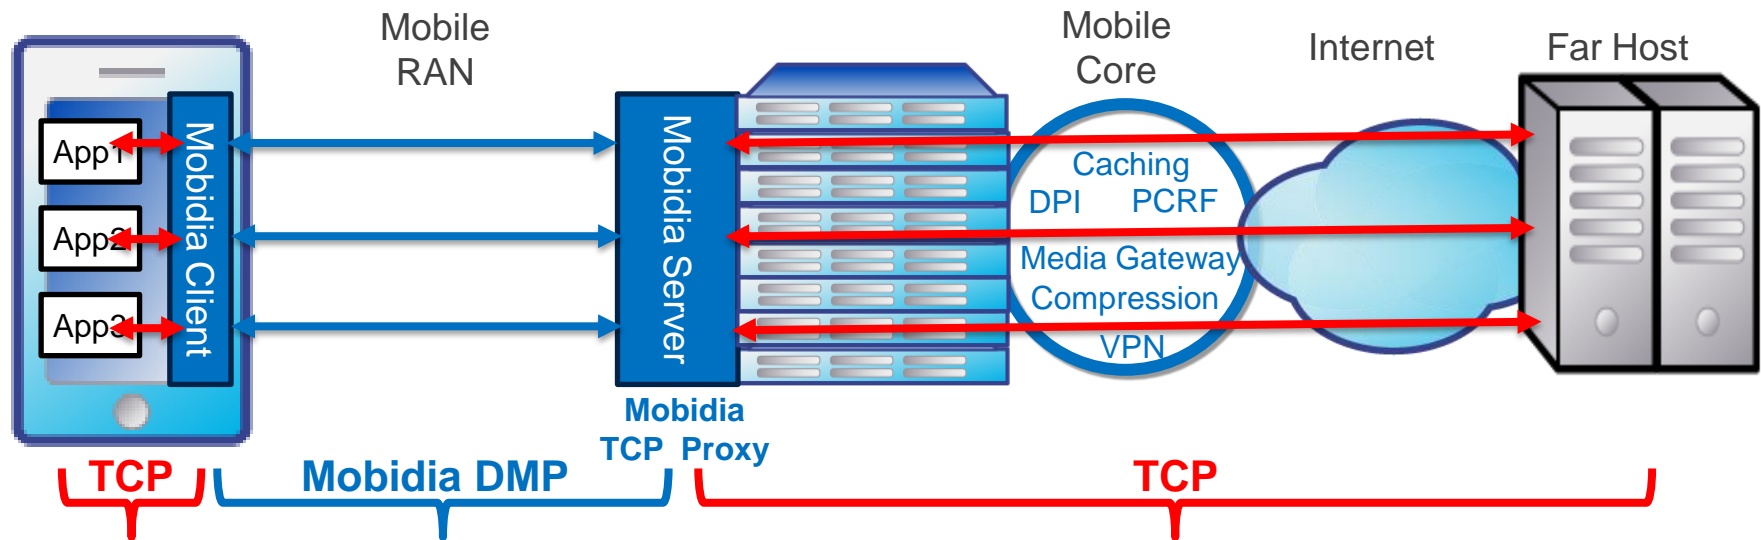 Mobile
RAN
Mobile
Core
Internet
Far Host
App1
App2
App3
Mobidia Client
Mobidia Server
Caching
DPI PCRF
Media Gateway
Compression
VPN
Mobidia
TCP Proxy
TCP
Mobidia DMP
TCP